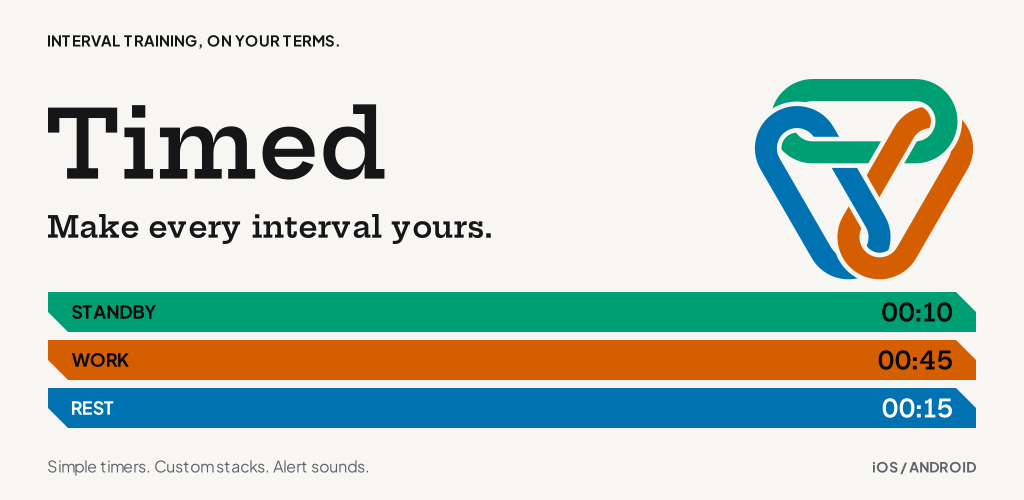 INTERVAL TRAINING, ON YOUR TERMS.
Timed
Make every interval yours.
STANDBY 00:10
WORK 00:45
REST 00:15
Simple timers. Custom stacks. Alert sounds. iOS / ANDROID